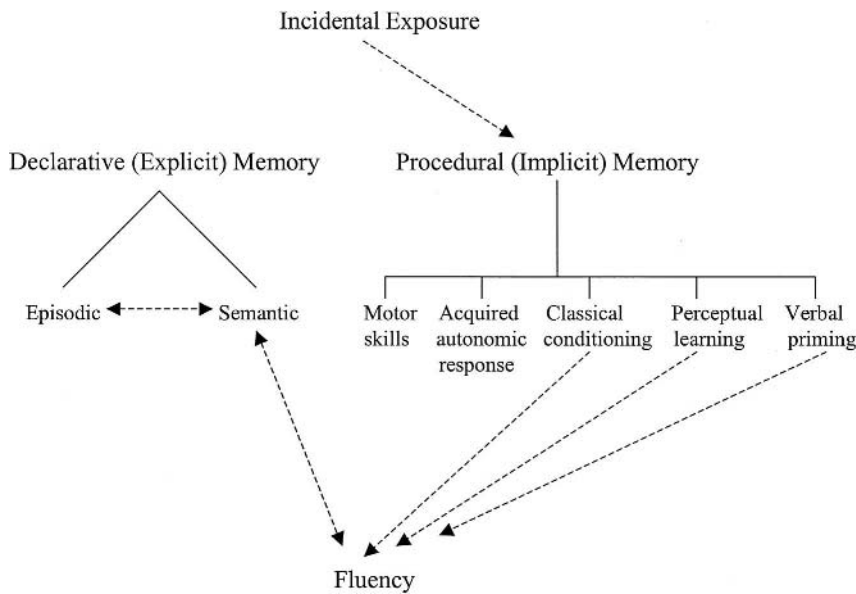 Incidental Exposure
Declarative (Explicit) Memory
Procedural (Implicit) Memory
Episodic
Semantic
Motor
skills
Acquired
autonomic
response
Classical
conditioning
Perceptual
learning
Verbal
priming
Fluency